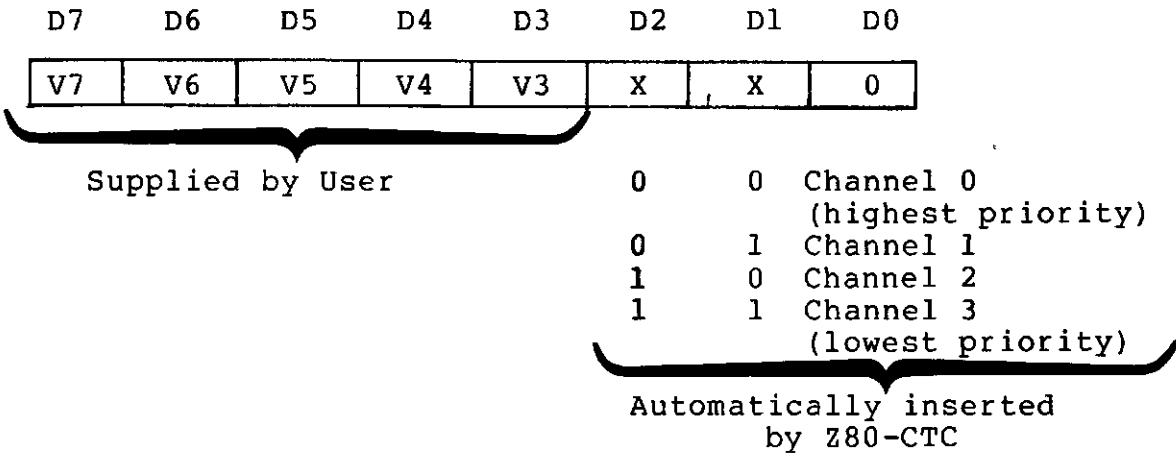 D7 D6 D5 D4 D3 D2 D1 D0
V7 V6 V5 V4 V3 X X 0
Supplied by User
0 0 Channel 0
(highest priority)
0 1 Channel 1
1 0 Channel 2
1 1 Channel 3
(lowest priority)
Automatically inserted
by Z80-CTC